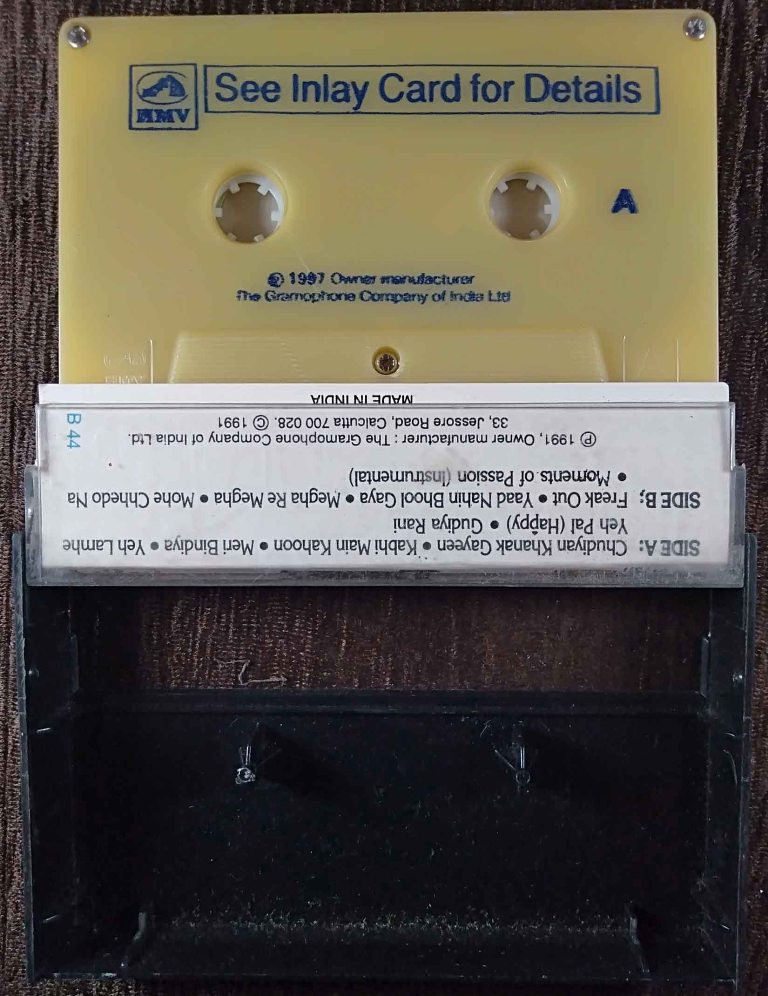 HMV
See Inlay Card for Details
A
℗ 1997 Owner manufacturer
The Gramophone Company of India Ltd
SIDE A: Chudiyan Khanak Gayeen • Kabhi Main Kahoon • Meri Bindiya • Yeh Lamhe
Yeh Pal (Happy) • Gudiya Rani
SIDE B: Freak Out • Yaad Nahin Bhool Gaya • Megha Re Megha • Mohe Chhedo Na
• Moments of Passion (Instrumental)
℗ 1991, Owner manufacturer : The Gramophone Company of India Ltd.
33, Jessore Road, Calcutta 700 028. © 1991
MADE IN INDIA
B 44